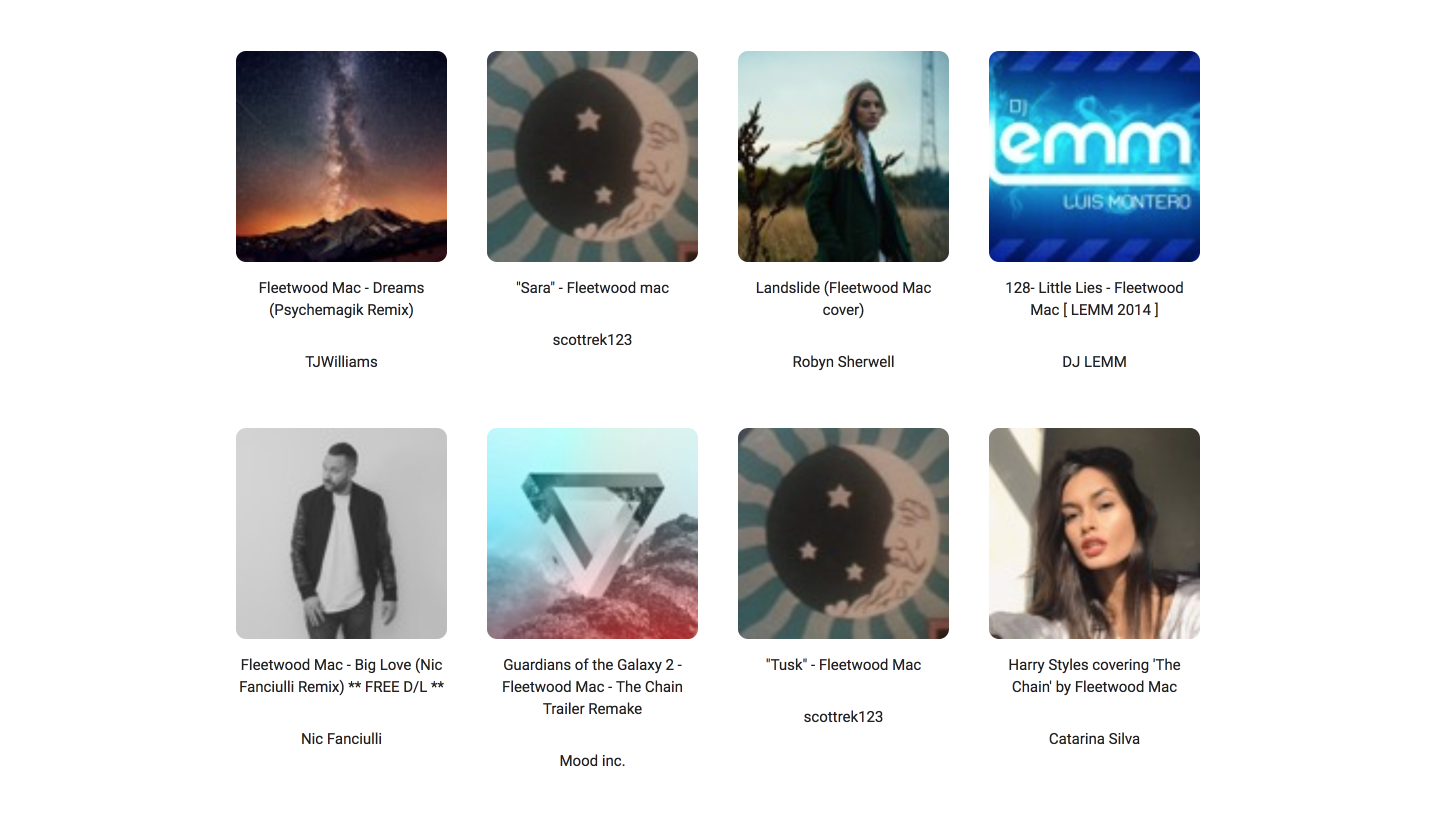 DJ
lemm
LUIS MONTERO
Fleetwood Mac - Dreams
(Psychemagik Remix)
TJWilliams
"Sara" - Fleetwood mac
scottrek123
Landslide (Fleetwood Mac
cover)
Robyn Sherwell
128- Little Lies - Fleetwood
Mac [ LEMM 2014 ]
DJ LEMM
Fleetwood Mac - Big Love (Nic
Fanciulli Remix) ** FREE D/L **
Nic Fanciulli
Guardians of the Galaxy 2 -
Fleetwood Mac - The Chain
Trailer Remake
Mood inc.
"Tusk" - Fleetwood Mac
scottrek123
Harry Styles covering 'The
Chain' by Fleetwood Mac
Catarina Silva